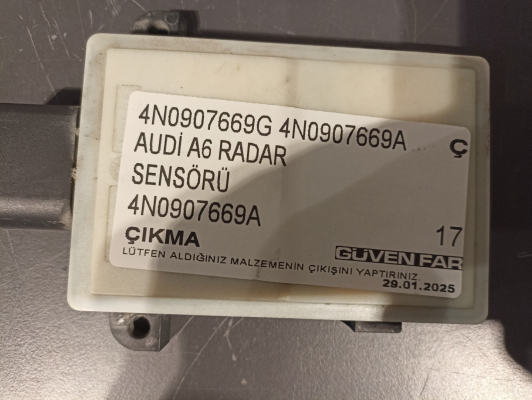 4N0907669G 4N0907669A Ç
AUDİ A6 RADAR
SENSÖRÜ
4N0907669A
ÇIKMA 17
GÜVEN FAR
LÜTFEN ALDIĞINIZ MALZEMENİN ÇIKIŞINI YAPTIRINIZ
29.01.2025